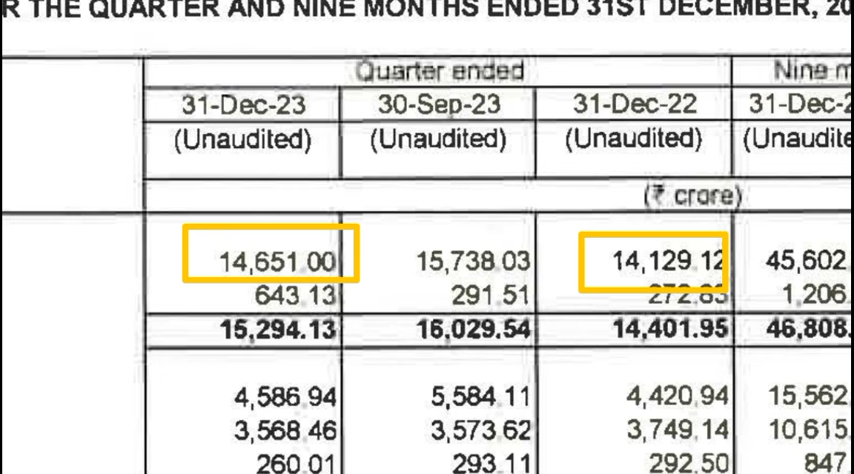 R THE QUARTER AND NINE MONTHS ENDED 31ST DECEMBER, 20
Quarter ended Nine m
31-Dec-23 30-Sep-23 31-Dec-22 31-Dec-2
(Unaudited) (Unaudited) (Unaudited) (Unaudite
(₹ crore)
14,651.00 15,738.03 14,129.12 45,602.
643.13 291.51 272.83 1,206.
15,294.13 16,029.54 14,401.95 46,808.
4,586.94 5,584.11 4,420.94 15,562
3,568.46 3,573.62 3,749.14 10,615.
260.01 293.11 292.50 847